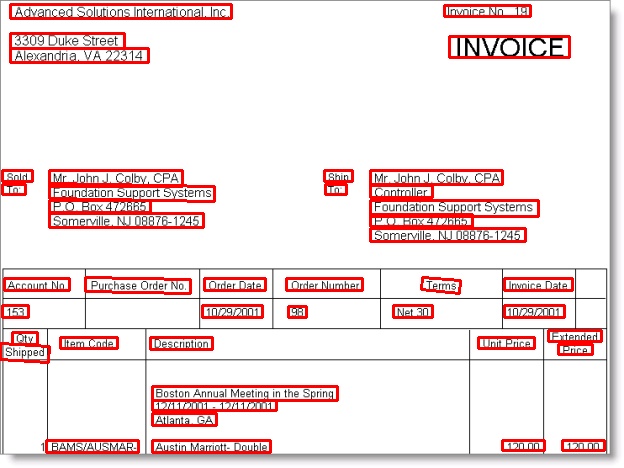 Advanced Solutions International, Inc. Invoice No. 19
3309 Duke Street INVOICE
Alexandria, VA 22314
Sold Mr. John J. Colby, CPA Ship Mr. John J. Colby, CPA
To: Foundation Support Systems To: Controller
P.O. Box 472665 Foundation Support Systems
Somerville, NJ 08876-1245 P.O. Box 472665
Somerville, NJ 08876-1245
Account No. Purchase Order No. Order Date Order Number Terms Invoice Date
153 10/29/2001 98 Net 30 10/29/2001
Qty Shipped Item Code Description Unit Price Extended Price
Boston Annual Meeting in the Spring
12/11/2001 - 12/11/2001
Atlanta, GA
1 BAMS/AUSMAR- Austin Marriott- Double 120.00 120.00